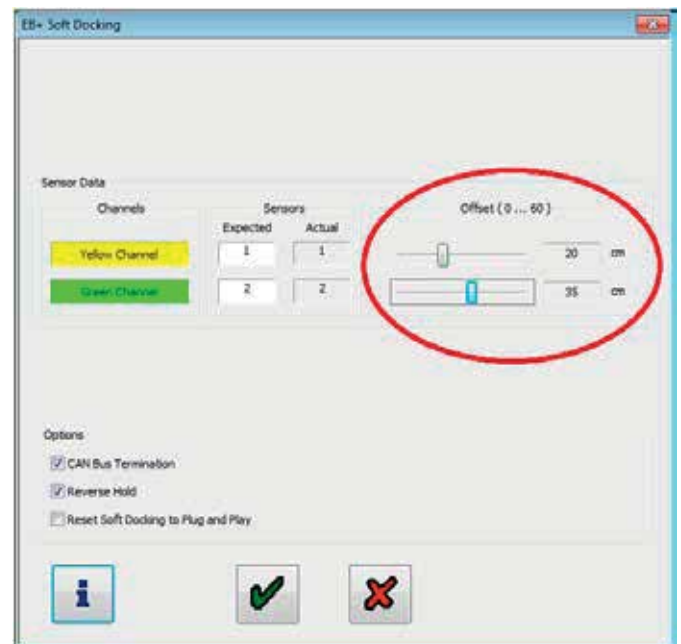 EB+ Soft Docking
Sensor Data
Channels
Sensors
Offset ( 0 ... 60 )
Expected Actual
Yellow Channel 1 1 20 cm
Green Channel 2 2 35 cm
Options
CAN Bus Termination
Reverse Hold
Reset Soft Docking to Plug and Play
i